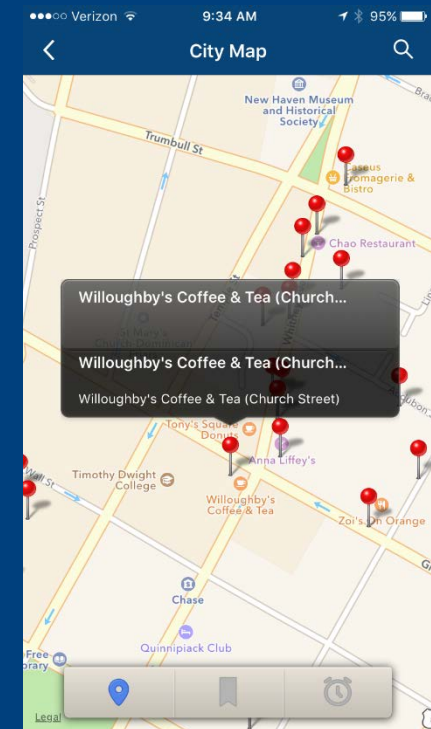 Verizon
9:34 AM
95%
City Map
New Haven Museum
and Historical
Society
Trumbull St
Caseus
Fromagerie &
Bistro
Prospect St
Chao Restaurant
Willoughby's Coffee & Tea (Church...
Willoughby's Coffee & Tea (Church...
Willoughby's Coffee & Tea (Church Street)
Tony's Square
Donuts
Anna Liffey's
Timothy Dwight
College
Wall St
Willoughby's
Coffee & Tea
Zoi's On Orange
Chase
Quinnipiack Club
Free
Legal